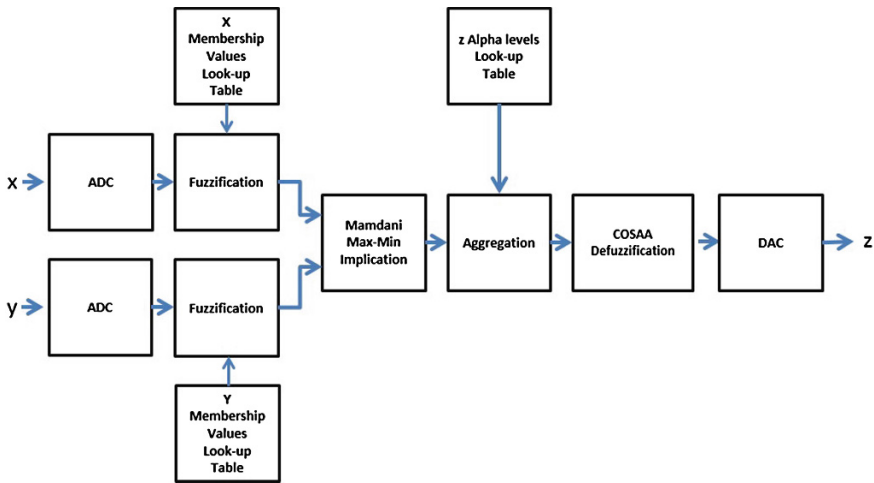 X
Membership
Values
Look-up
Table
z Alpha levels
Look-up
Table
x
ADC
Fuzzification
Mamdani
Max-Min
Implication
Aggregation
COSAA
Defuzzification
DAC
z
y
ADC
Fuzzification
Y
Membership
Values
Look-up
Table